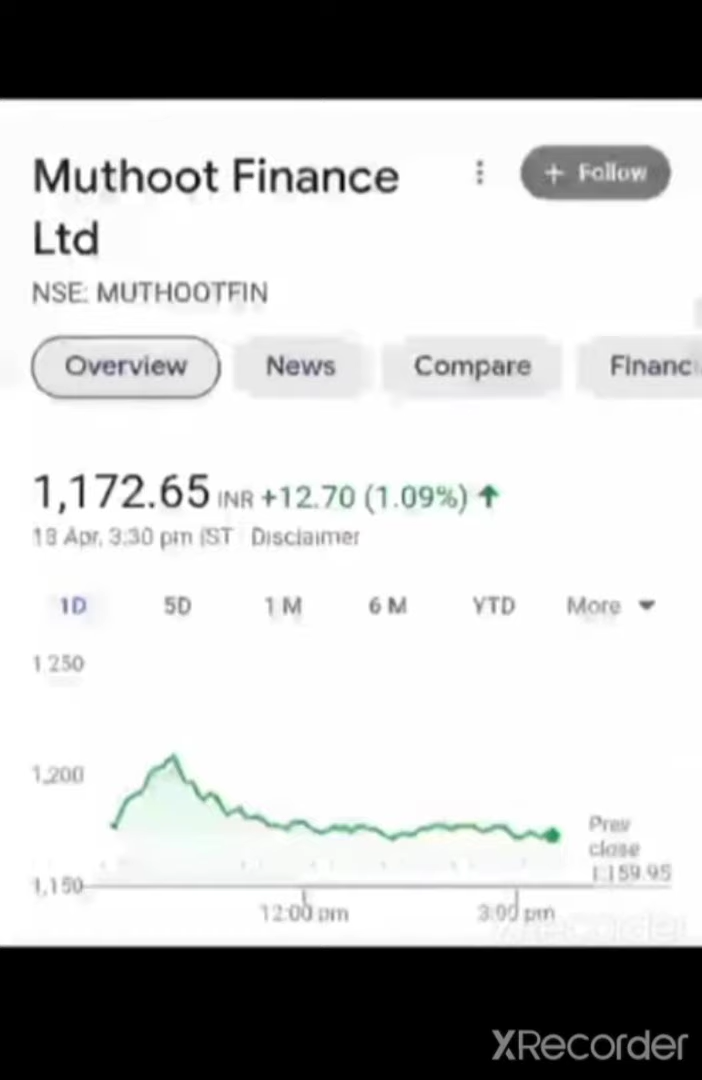 Muthoot Finance
Ltd
+ Follow
NSE: MUTHOOTFIN
Overview News Compare Financ
1,172.65 INR +12.70 (1.09%) ↑
Apr, 3:30 pm IST Disclaimer
1D 5D 1 M 6 M YTD More
1,250
1,200
Prev
close
1,159.95
1,150
12:00 pm 3:00 pm
XRecorder
XRecorder